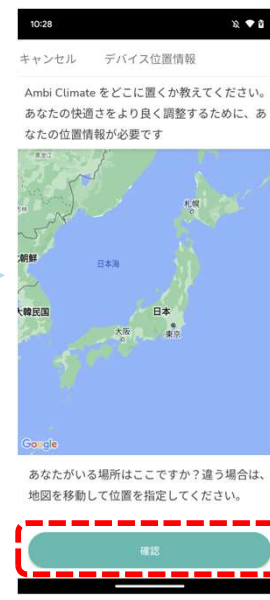 10:28
キャンセル デバイス位置情報
Ambi Climate をどこに置くか教えてください。
あなたの快適さをより良く調整するために、あ
なたの位置情報が必要です
札幌
朝鮮
日本海
大韓民国
日本
大阪
東京
Google
あなたがいる場所はここですか？違う場合は、
地図を移動して位置を指定してください。
確認